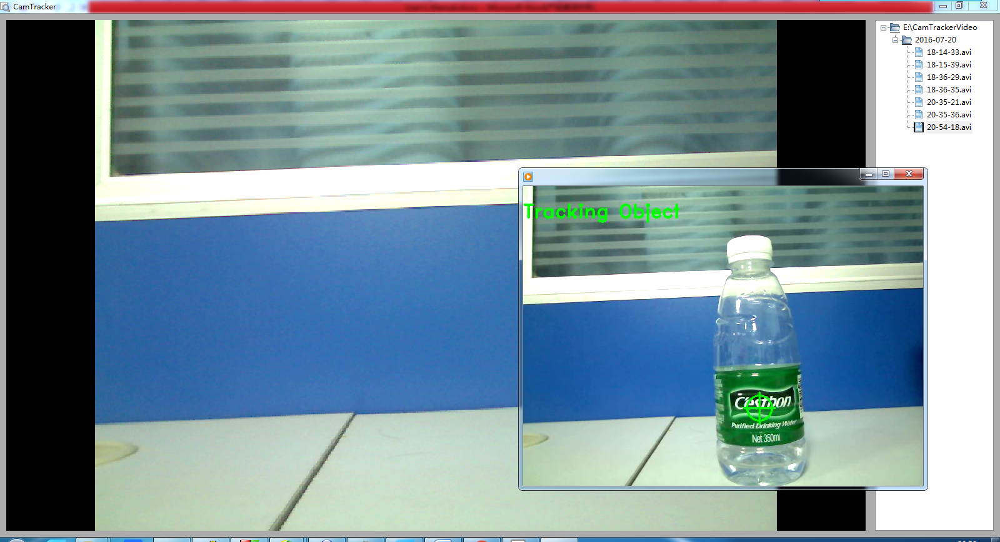 CamTracker
E:\CamTrackerVideo
2016-07-20
18-14-33.avi
18-15-39.avi
18-36-29.avi
18-36-35.avi
20-35-21.avi
20-35-36.avi
20-54-18.avi
Tracking Object
C'estbon
Purified Drinking Water
Net 350ml